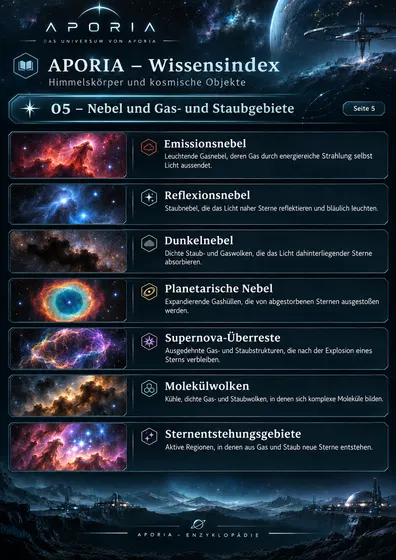 APORIA
DAS UNIVERSUM VON APORIA
APORIA – Wissensindex
Himmelskörper und kosmische Objekte
05 – Nebel und Gas- und Staubgebiete
Seite 5
Emissionsnebel
Leuchtende Gasnebel, deren Gas durch energiereiche Strahlung selbst
Licht aussendet.
Reflexionsnebel
Staubnebel, die das Licht naher Sterne reflektieren und bläulich leuchten.
Dunkelnebel
Dichte Staub- und Gaswolken, die das Licht dahinterliegender Sterne
absorbieren.
Planetarische Nebel
Expandierende Gashüllen, die von abgestorbenen Sternen ausgestoßen
werden.
Supernova-Überreste
Ausgedehnte Gas- und Staubstrukturen, die nach der Explosion eines
Sterns verbleiben.
Molekülwolken
Kühle, dichte Gas- und Staubwolken, in denen sich komplexe Moleküle bilden.
Sternentstehungsgebiete
Aktive Regionen, in denen aus Gas und Staub neue Sterne entstehen.
APORIA – ENZYKLOPÄDIE